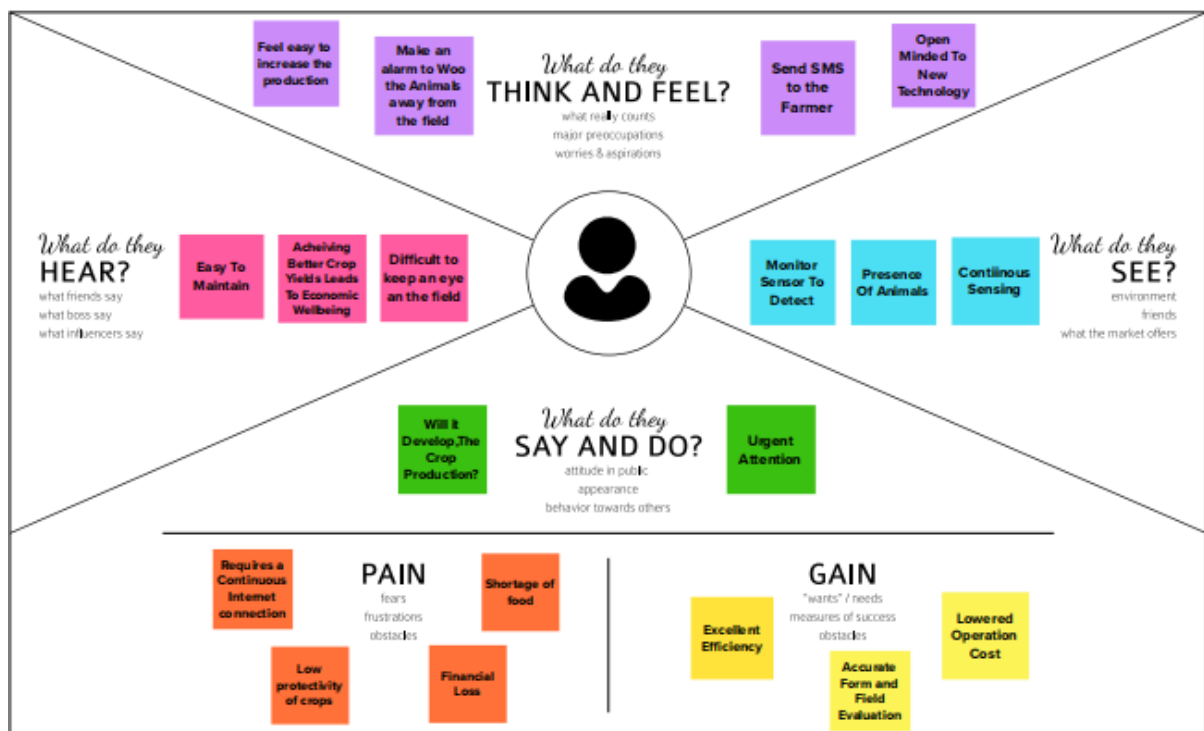 Feel easy to
increase the
production
Make an
alarm to Woo
the Animals
away from
the field
What do they
THINK AND FEEL?
what really counts
major preoccupations
worries & aspirations
Send SMS
to the
Farmer
Open
Minded To
New
Technology
What do they
HEAR?
what friends say
what boss say
what influencers say
Easy To
Maintain
Acheiving
Better Crop
Yields Leads
To Economic
Wellbeing
Difficult to
keep an eye
an the field
Monitor
Sensor To
Detect
Presence
Of Animals
Contiinous
Sensing
What do they
SEE?
environment
friends
what the market offers
Will it
Develop,The
Crop
Production?
What do they
SAY AND DO?
attitude in public
appearance
behavior towards others
Urgent
Attention
Requires a
Continuous
Internet
connection
PAIN
fears
frustrations
obstacles
Shortage of
food
Low
protectivity
of crops
Financial
Loss
GAIN
"wants" / needs
measures of success
obstacles
Excellent
Efficiency
Accurate
Form and
Field
Evaluation
Lowered
Operation
Cost